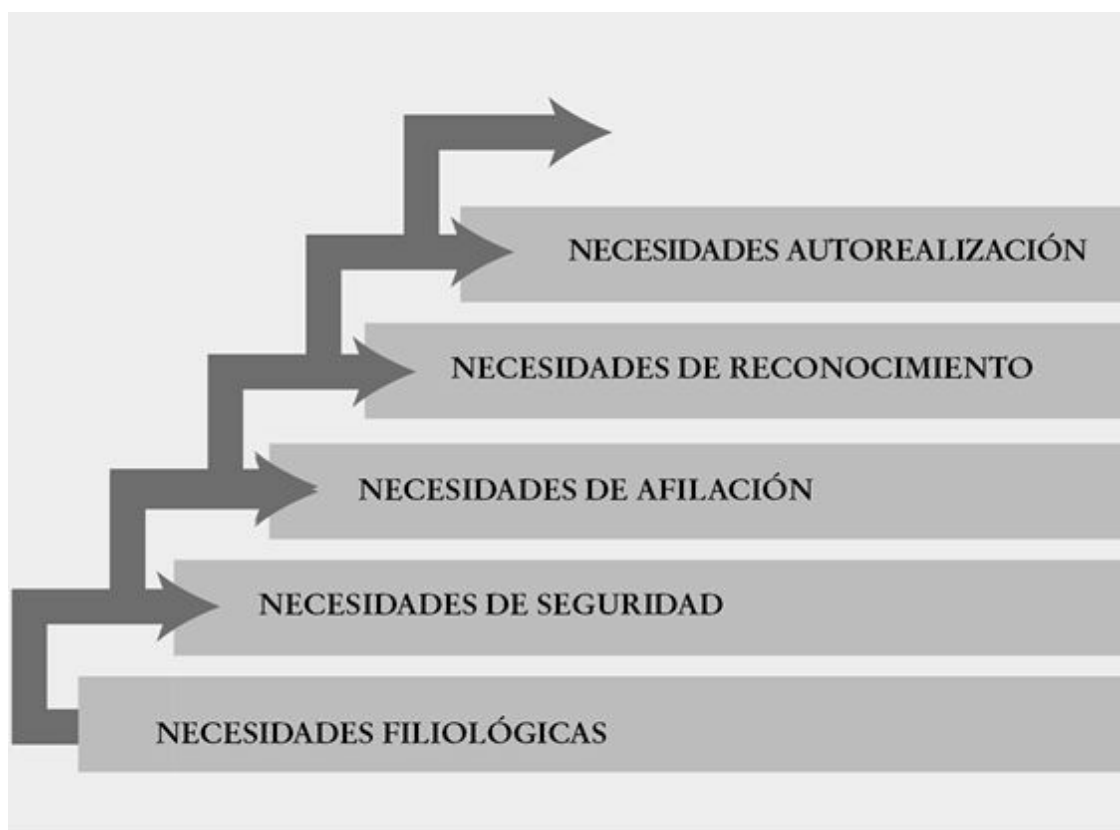 NECESIDADES AUTOREALIZACIÓN
NECESIDADES DE RECONOCIMIENTO
NECESIDADES DE AFILACIÓN
NECESIDADES DE SEGURIDAD
NECESIDADES FILIOLÓGICAS